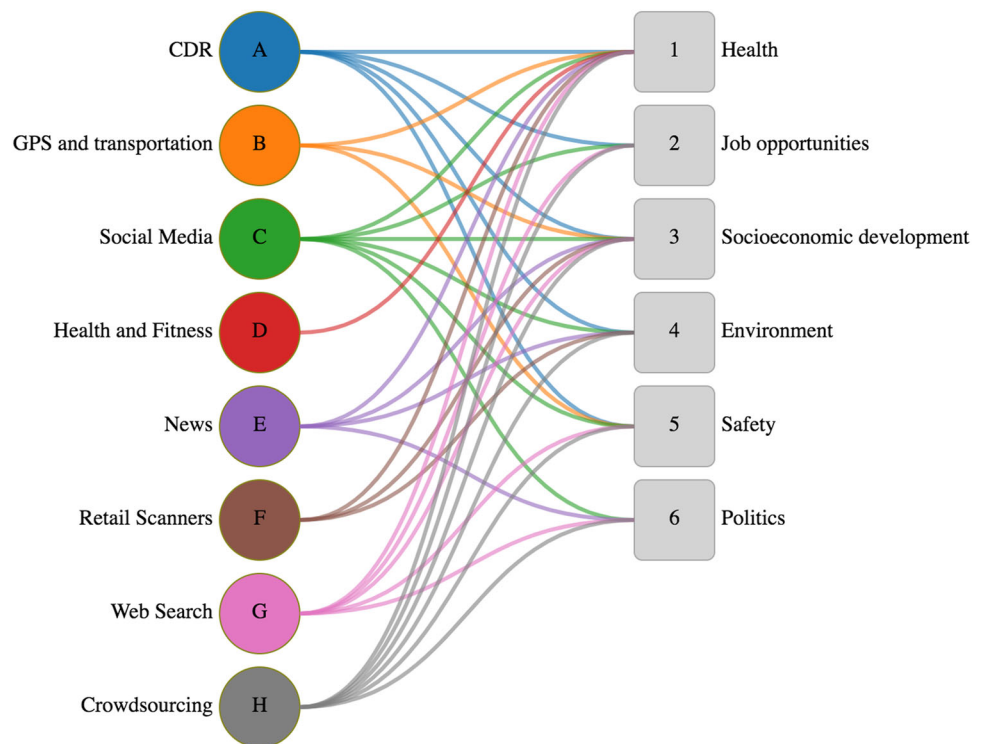 CDR A 1 Health
GPS and transportation B 2 Job opportunities
Social Media C 3 Socioeconomic development
Health and Fitness D 4 Environment
News E 5 Safety
Retail Scanners F 6 Politics
Web Search G
Crowdsourcing H